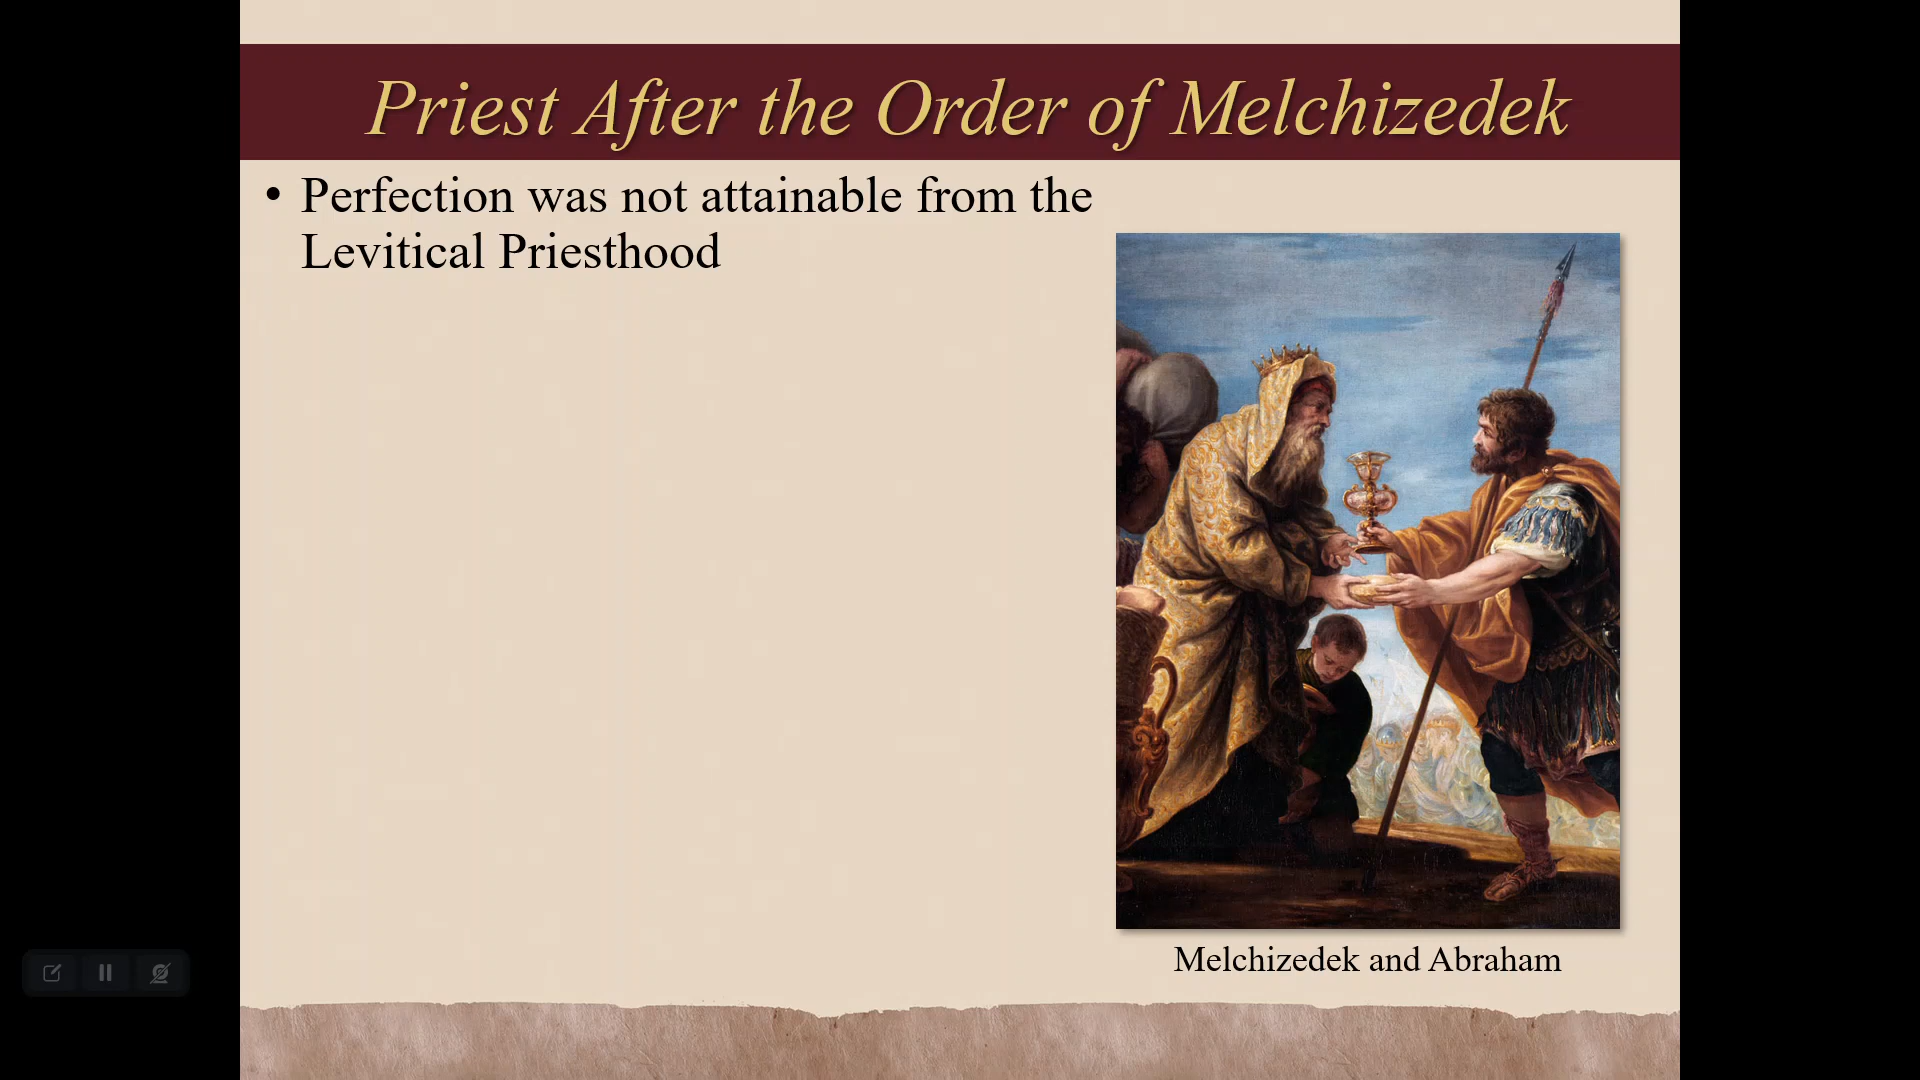 Priest After the Order of Melchizedek
• Perfection was not attainable from the
Levitical Priesthood
Melchizedek and Abraham